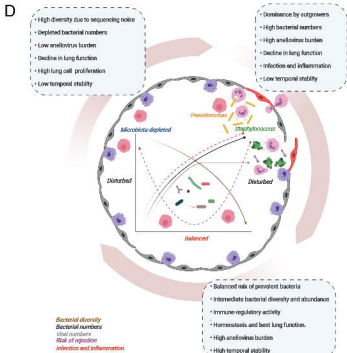 D
• High diversity due to sequencing noise
• Depleted bacterial numbers
• Low anellovirus burden
• Decline in lung function
• High lung cell proliferation
• Low temporal stability
• Dominance by outgrowers
• High bacterial numbers
• High anellovirus burden
• Decline in lung function
• Infection and inflammation
• Low temporal stabilty
Pseudomonas
Microbiota-depleted
Staphylococcus
Disturbed
Disturbed
Balanced
• Balanced mix of prevalent bacteria
• Intermediate bacterial diversity and abundance
• Immune-regulatory activity
• Homeostasis and best lung function.
• High anellovirus burden
• High temporal stability
Bacterial diversity
Bacterial numbers
Viral numbers
Risk of rejection
Infection and inflammation